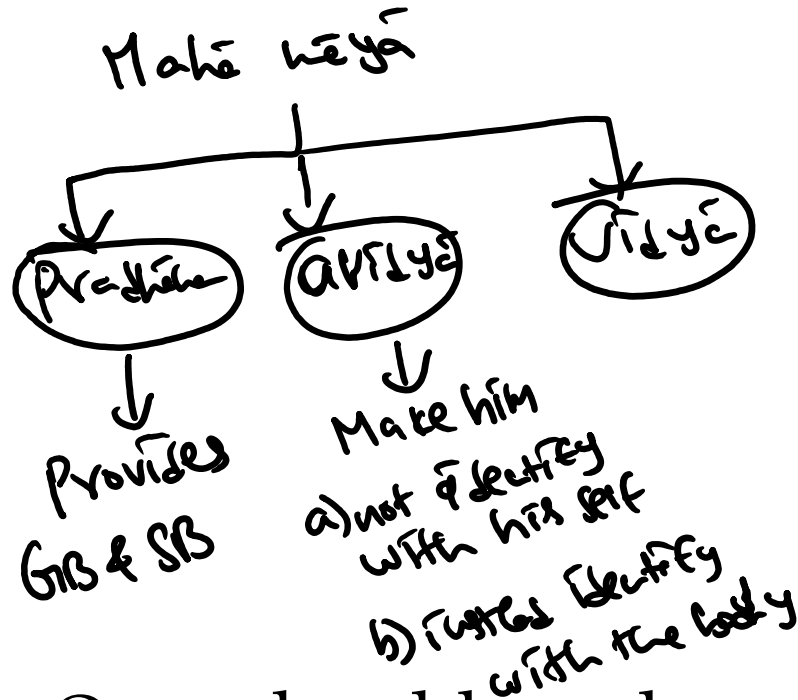 Mahā māyā
Pradhāna
avidyā
vidyā
Provides
GB & SB
Make him
a) not identify
with his self
b) insted identify
with the body